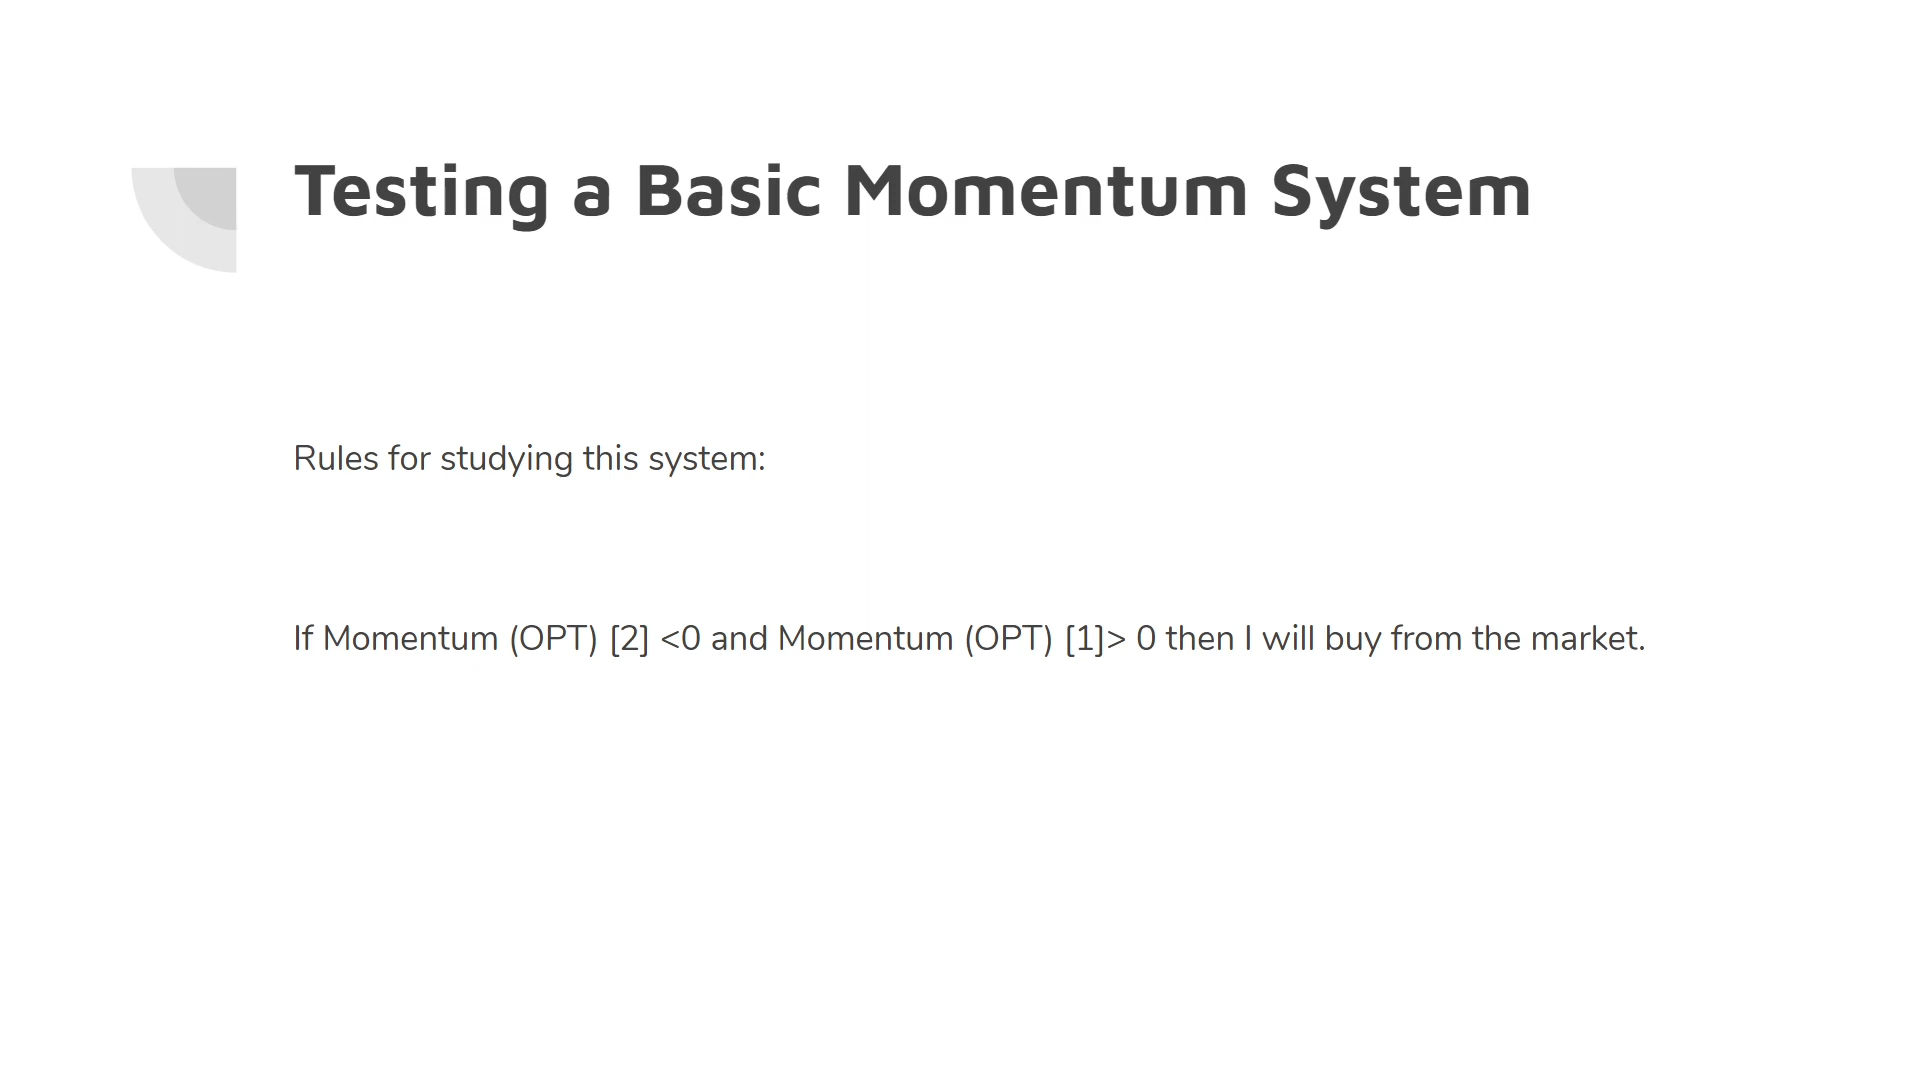 Testing a Basic Momentum System
Rules for studying this system:
If Momentum (OPT) [2] <0 and Momentum (OPT) [1]> 0 then I will buy from the market.